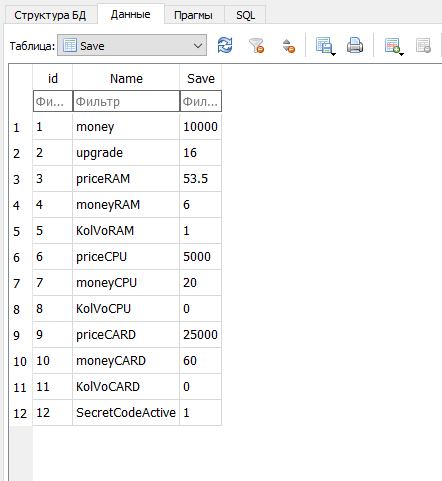 Структура БД Данные Прагмы SQL
Таблица: Save
id Name Save
Фи... Фильтр Фил...
1 1 money 10000
2 2 upgrade 16
3 3 priceRAM 53.5
4 4 moneyRAM 6
5 5 KolVoRAM 1
6 6 priceCPU 5000
7 7 moneyCPU 20
8 8 KolVoCPU 0
9 9 priceCARD 25000
10 10 moneyCARD 60
11 11 KolVoCARD 0
12 12 SecretCodeActive 1